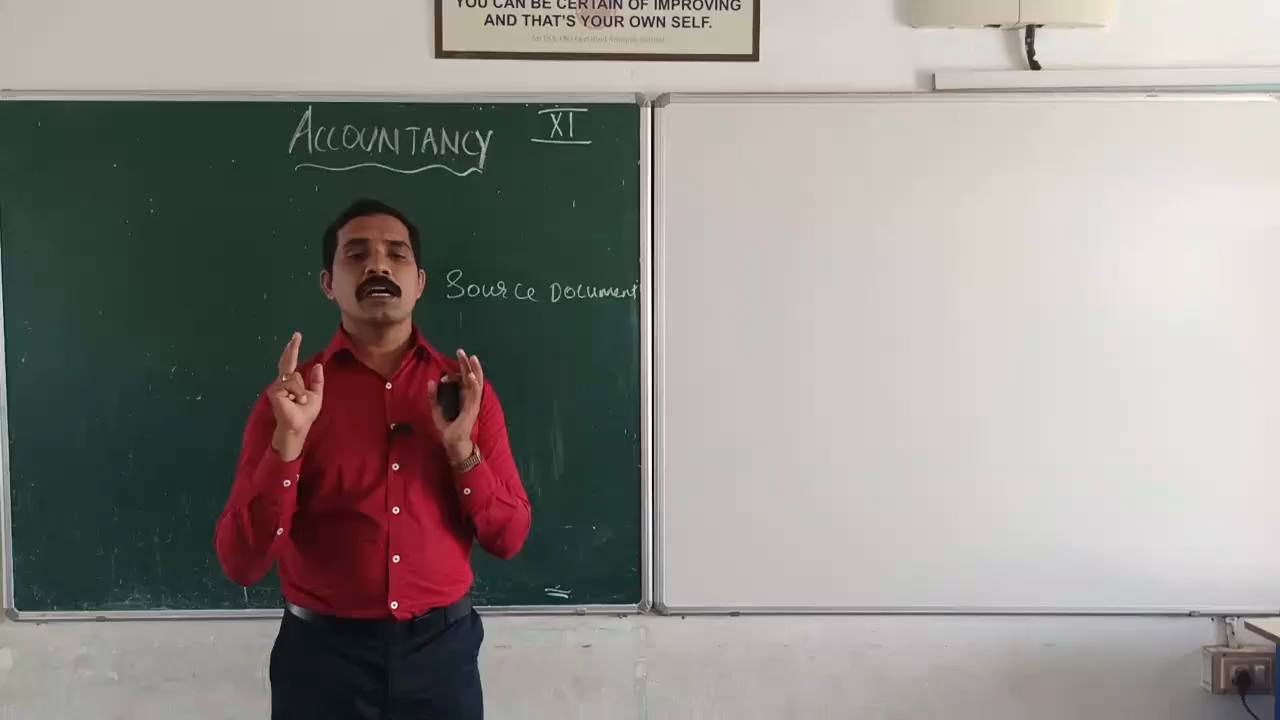 YOU CAN BE CERTAIN OF IMPROVING
AND THAT'S YOUR OWN SELF.
ACCOUNTANCY XI
Source Document